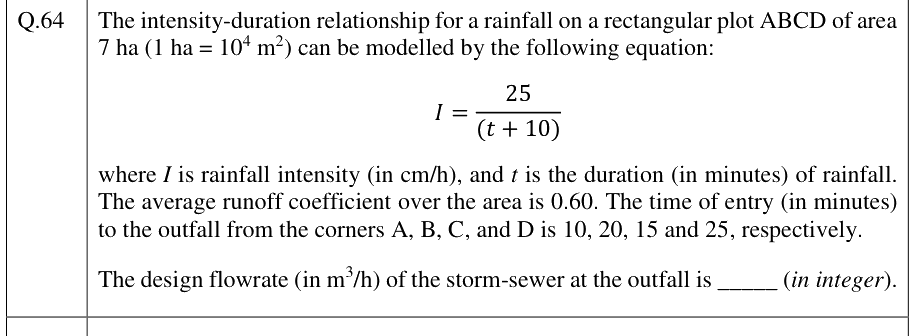 Q.64 The intensity-duration relationship for a rainfall on a rectangular plot ABCD of area
7 ha (1 ha = 10⁴ m²) can be modelled by the following equation:
I = 25 / (t + 10)
where I is rainfall intensity (in cm/h), and t is the duration (in minutes) of rainfall.
The average runoff coefficient over the area is 0.60. The time of entry (in minutes)
to the outfall from the corners A, B, C, and D is 10, 20, 15 and 25, respectively.
The design flowrate (in m³/h) of the storm-sewer at the outfall is _____ (in integer).